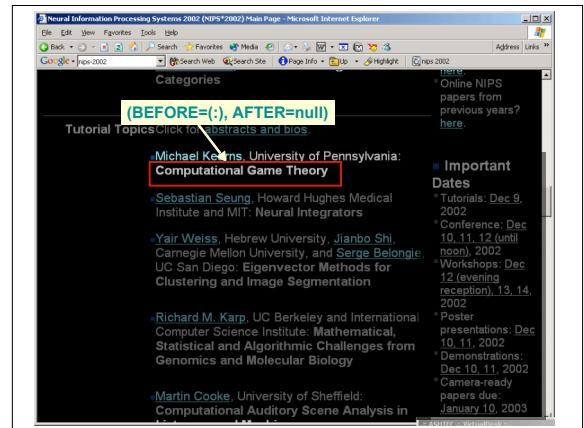 Neural Information Processing Systems 2002 (NIPS*2002) Main Page - Microsoft Internet Explorer
File Edit View Favorites Tools Help
Back Search Favorites Media Address Links »
Google nips-2002 Search Web Search Site Page Info Up Highlight nips 2002
Categories
(BEFORE=(:), AFTER=null)
Tutorial Topics Click for abstracts and bios.
Michael Kearns, University of Pennsylvania:
Computational Game Theory
Sebastian Seung, Howard Hughes Medical
Institute and MIT: Neural Integrators
Yair Weiss, Hebrew University, Jianbo Shi,
Carnegie Mellon University, and Serge Belongie,
UC San Diego: Eigenvector Methods for
Clustering and Image Segmentation
Richard M. Karp, UC Berkeley and International
Computer Science Institute: Mathematical,
Statistical and Algorithmic Challenges from
Genomics and Molecular Biology
Martin Cooke, University of Sheffield:
Computational Auditory Scene Analysis in
here.
Online NIPS
papers from
previous years?
here.
Important
Dates
Tutorials: Dec 9,
2002
Conference: Dec
10, 11, 12 (until
noon), 2002
Workshops: Dec
12 (evening
reception), 13, 14,
2002
Poster
presentations: Dec
10, 11, 2002
Demonstrations:
Dec 10, 11, 2002
Camera-ready
papers due:
January 10, 2003